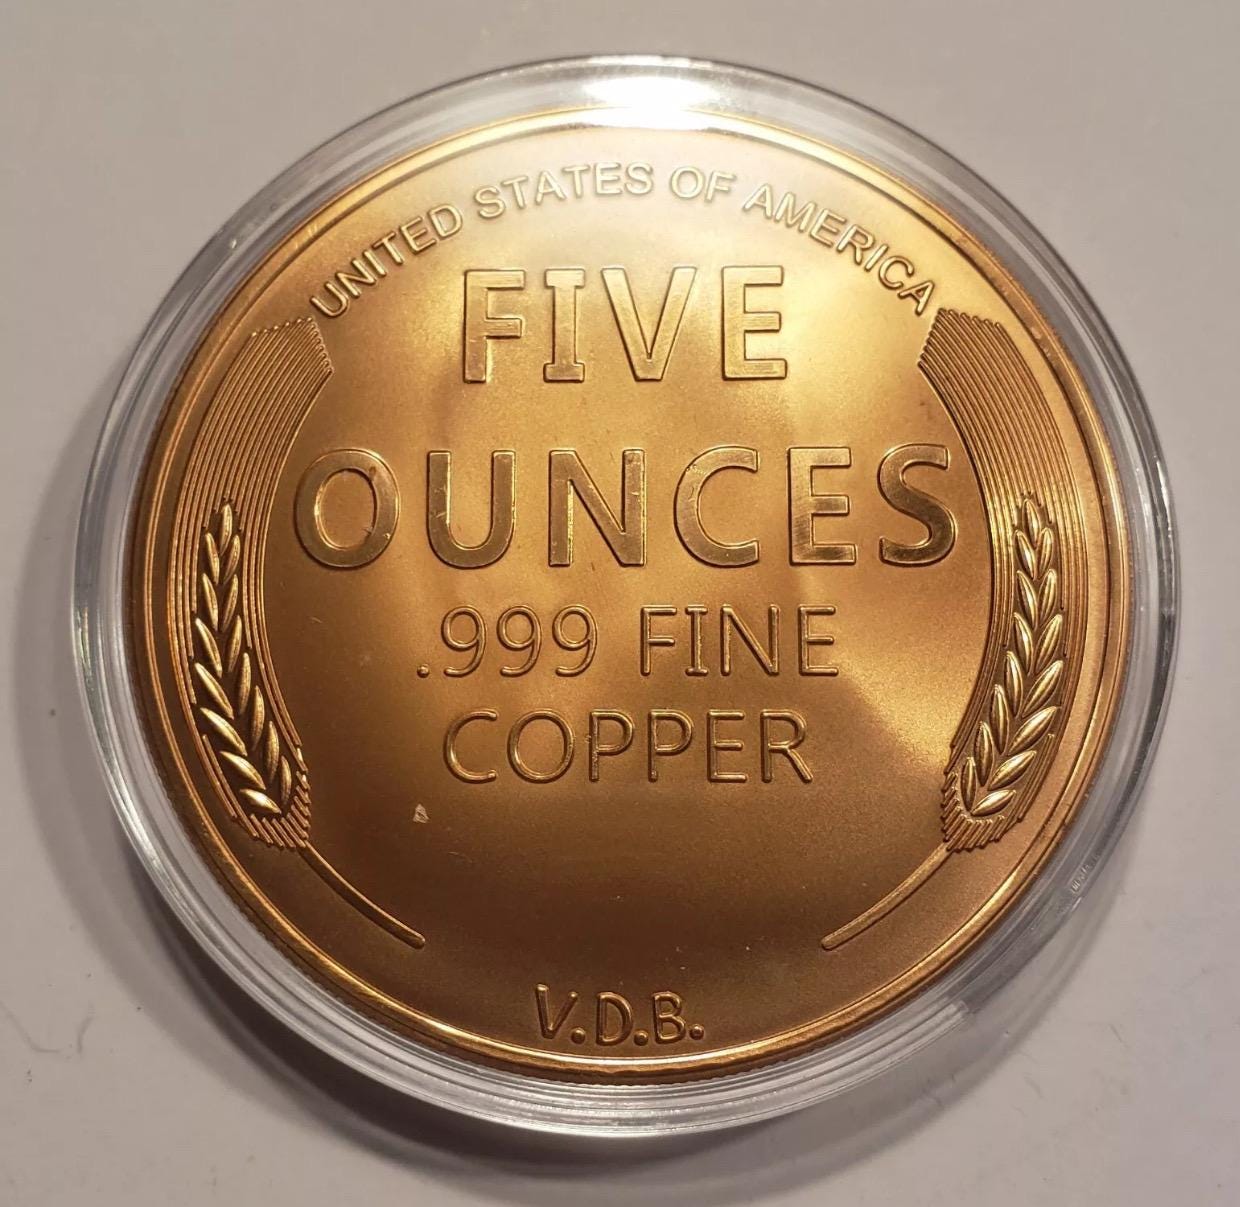 UNITED STATES OF AMERICA
FIVE
OUNCES
.999 FINE
COPPER
V.D.B.